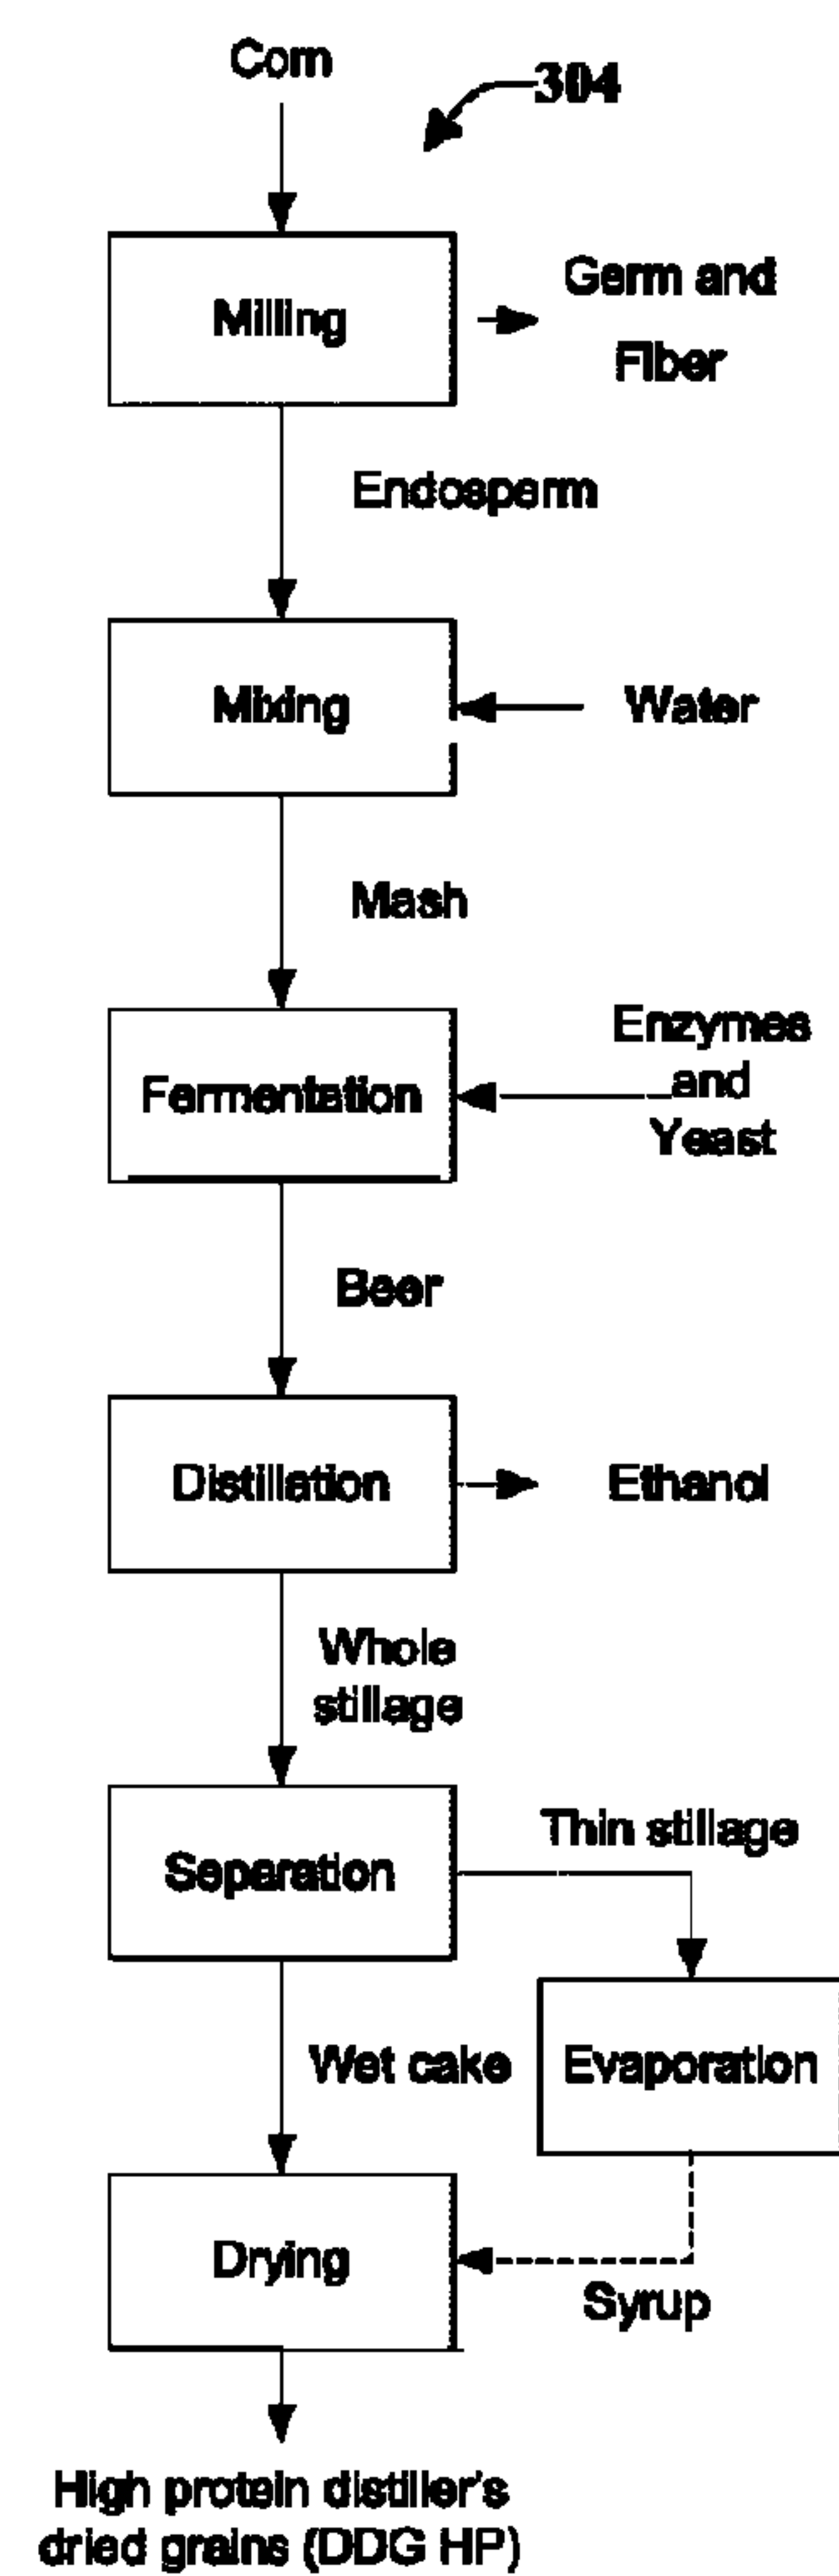 Corn
304
Milling
Germ and
Fiber
Endosperm
Mixing
Water
Mash
Fermentation
Enzymes
and
Yeast
Beer
Distillation
Ethanol
Whole
stillage
Separation
Thin stillage
Wet cake
Evaporation
Drying
Syrup
High protein distiller's
dried grains (DDG HP)